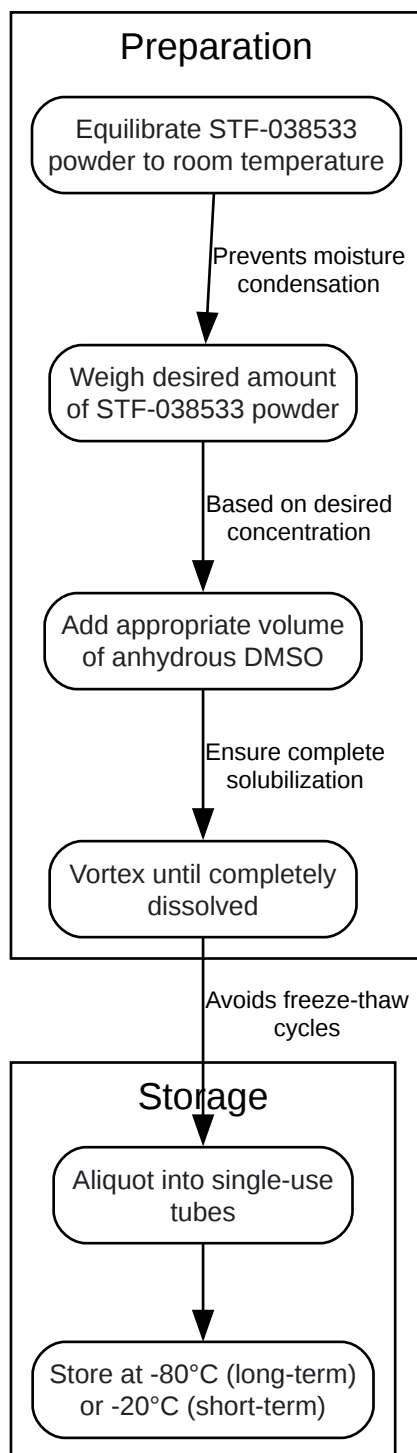 Preparation
Equilibrate STF-038533
powder to room temperature
Prevents moisture
condensation
Weigh desired amount
of STF-038533 powder
Based on desired
concentration
Add appropriate volume
of anhydrous DMSO
Ensure complete
solubilization
Vortex until completely
dissolved
Avoids freeze-thaw
cycles
Storage
Aliquot into single-use
tubes
Store at -80°C (long-term)
or -20°C (short-term)